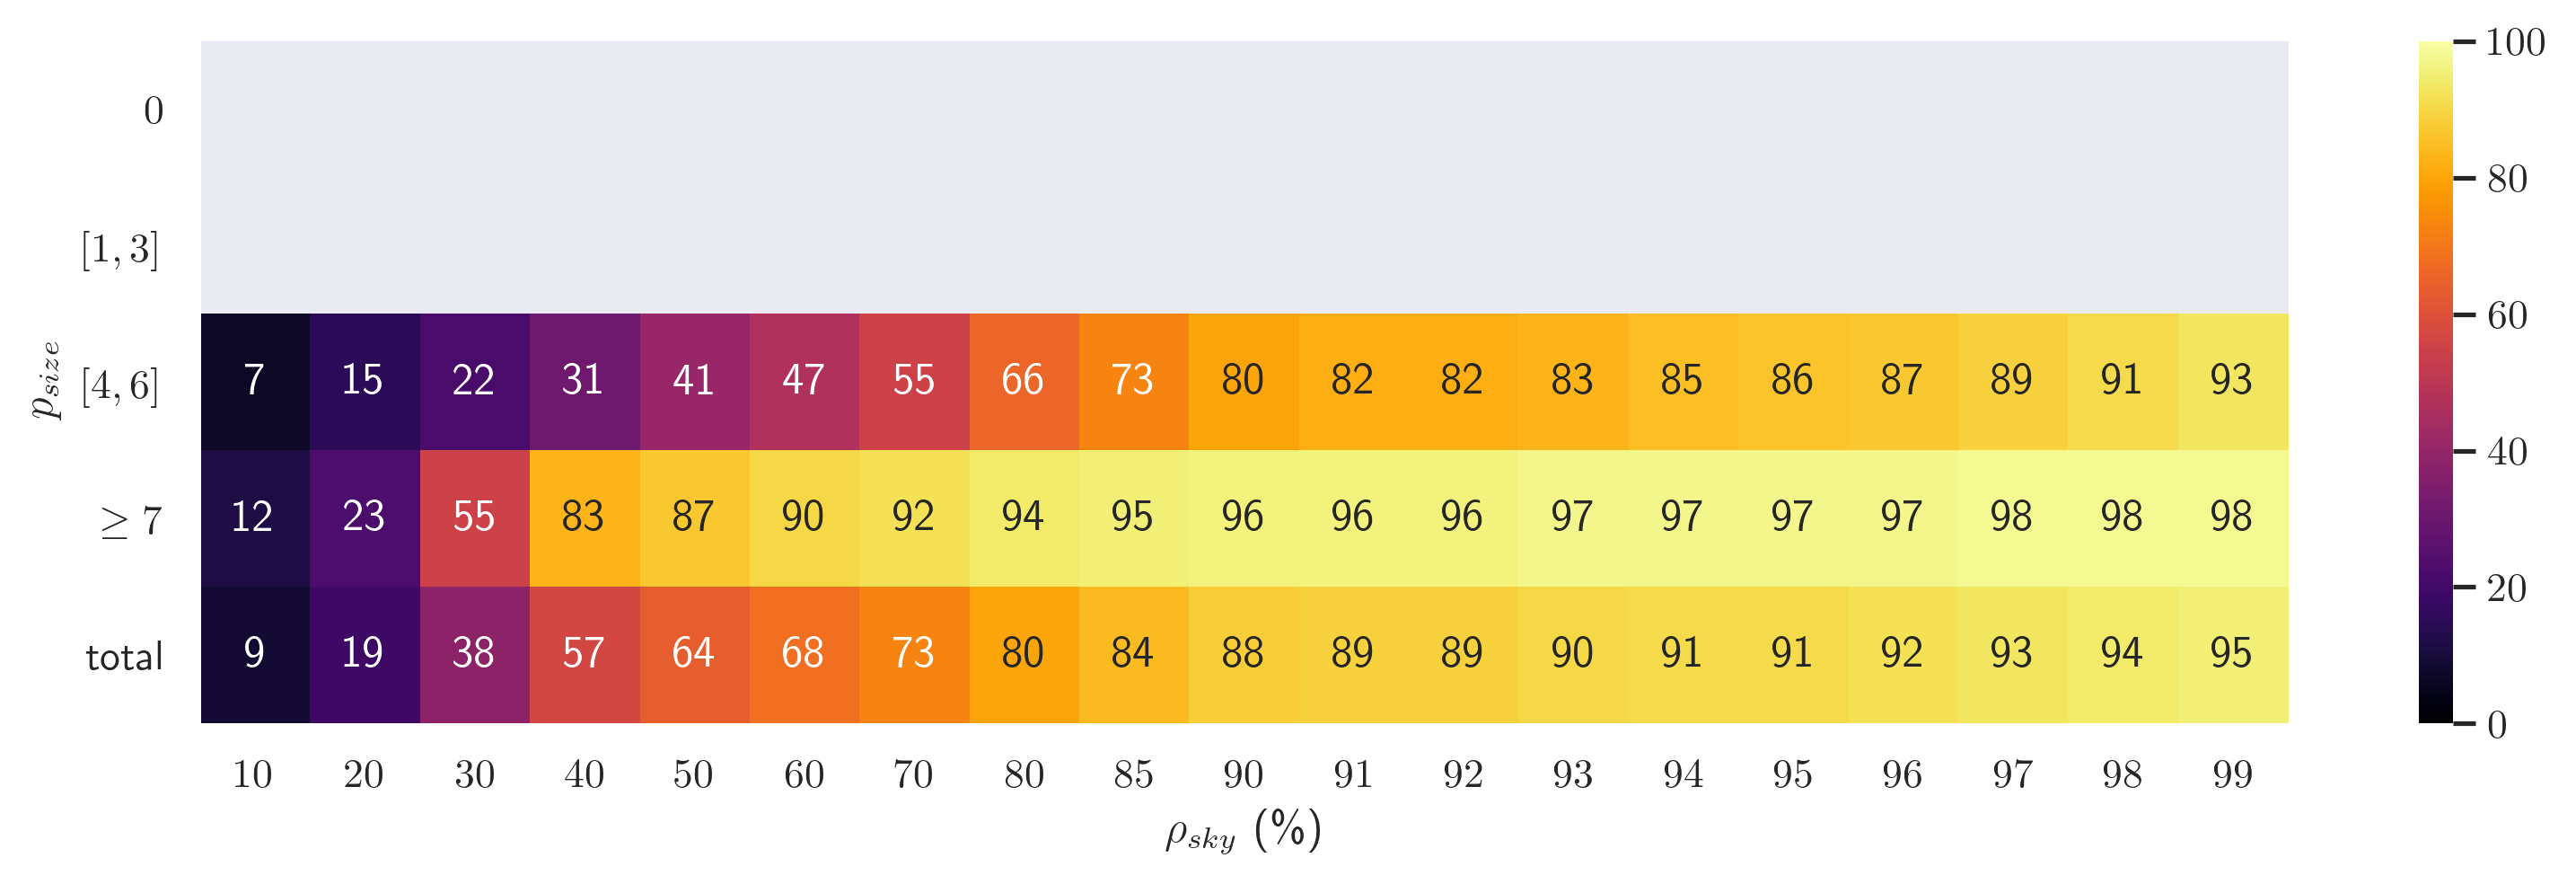 0
[1, 3]
[4, 6] 7 15 22 31 41 47 55 66 73 80 82 82 83 85 86 87 89 91 93
≥ 7 12 23 55 83 87 90 92 94 95 96 96 96 97 97 97 97 98 98 98
total 9 19 38 57 64 68 73 80 84 88 89 89 90 91 91 92 93 94 95
10 20 30 40 50 60 70 80 85 90 91 92 93 94 95 96 97 98 99
ρsky (%)
psize
100
80
60
40
20
0